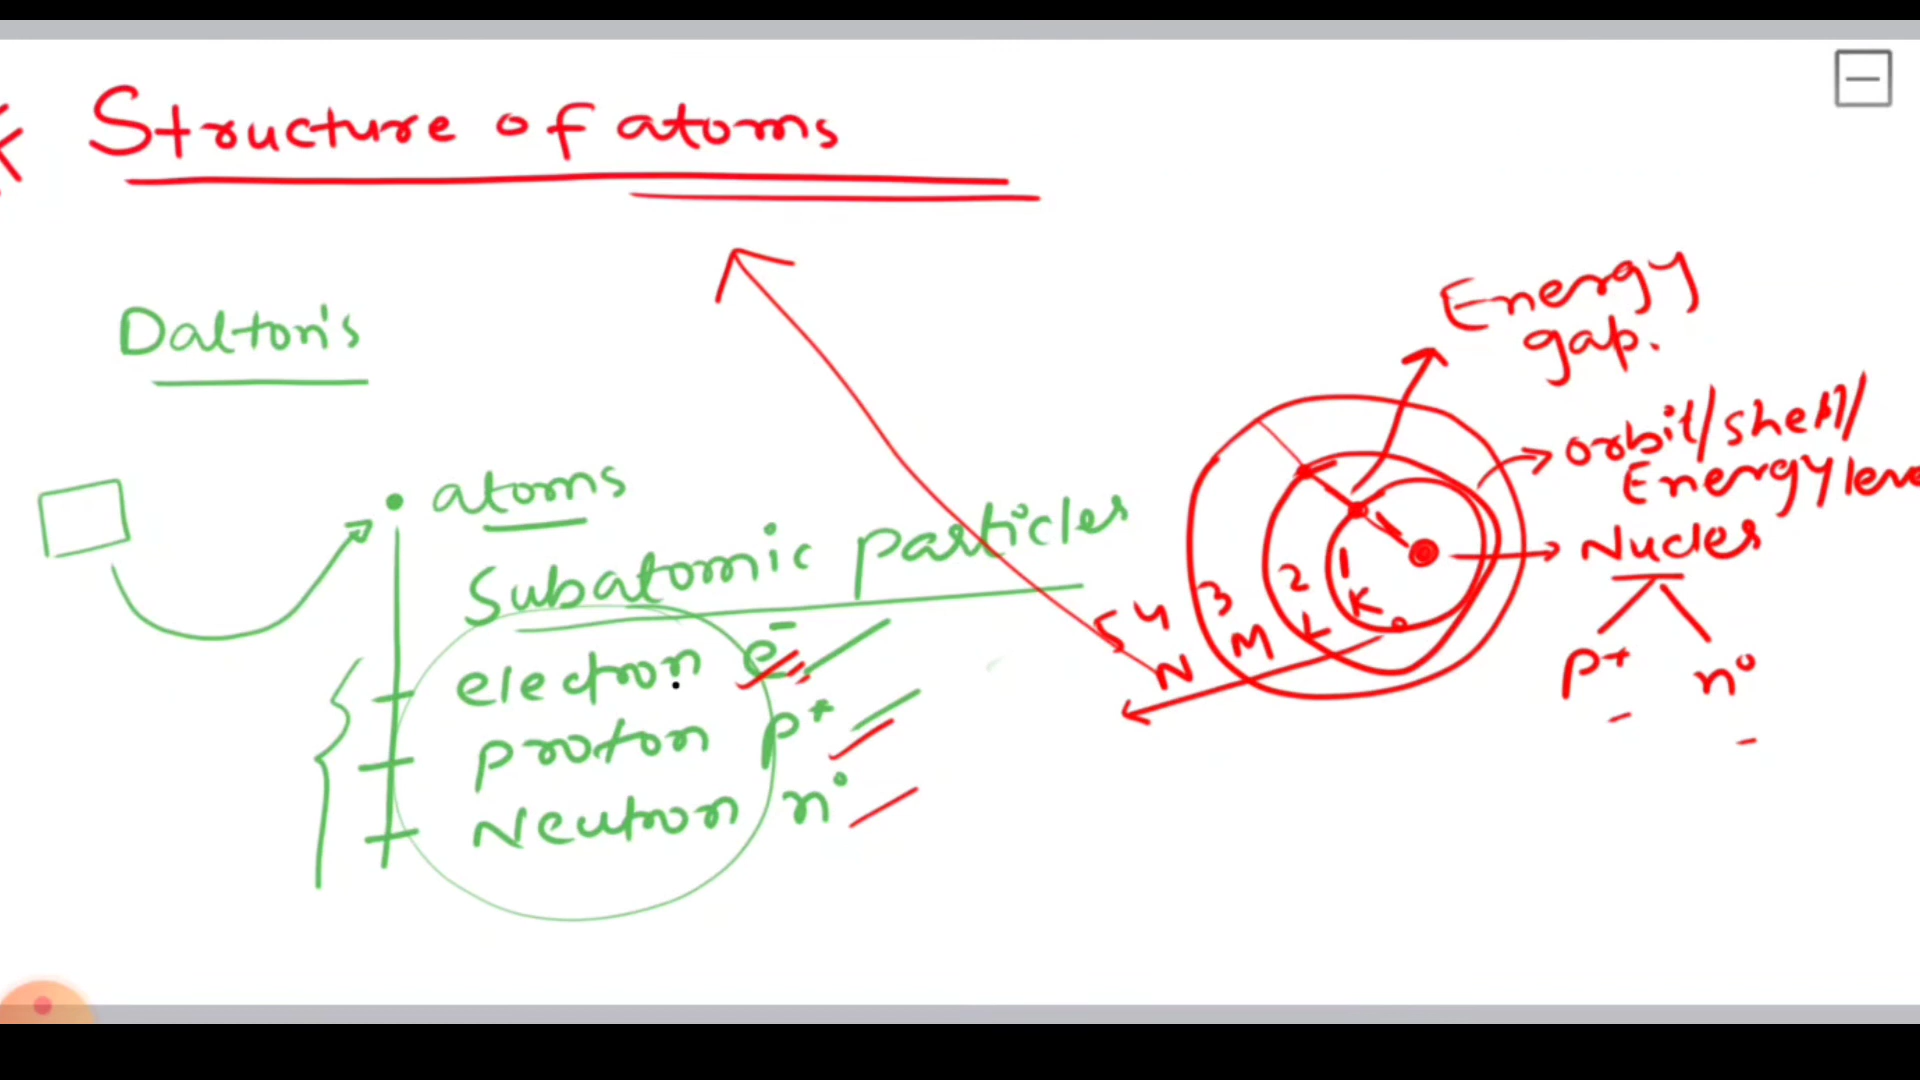 Structure of atoms
Dalton's
Energy
gap.
orbit/shell/
Energy leve
Nucles
p+ n°
atoms
Subatomic particles
electron e-
proton p+
Neutron n°
5 4 3 2 1
N M L K